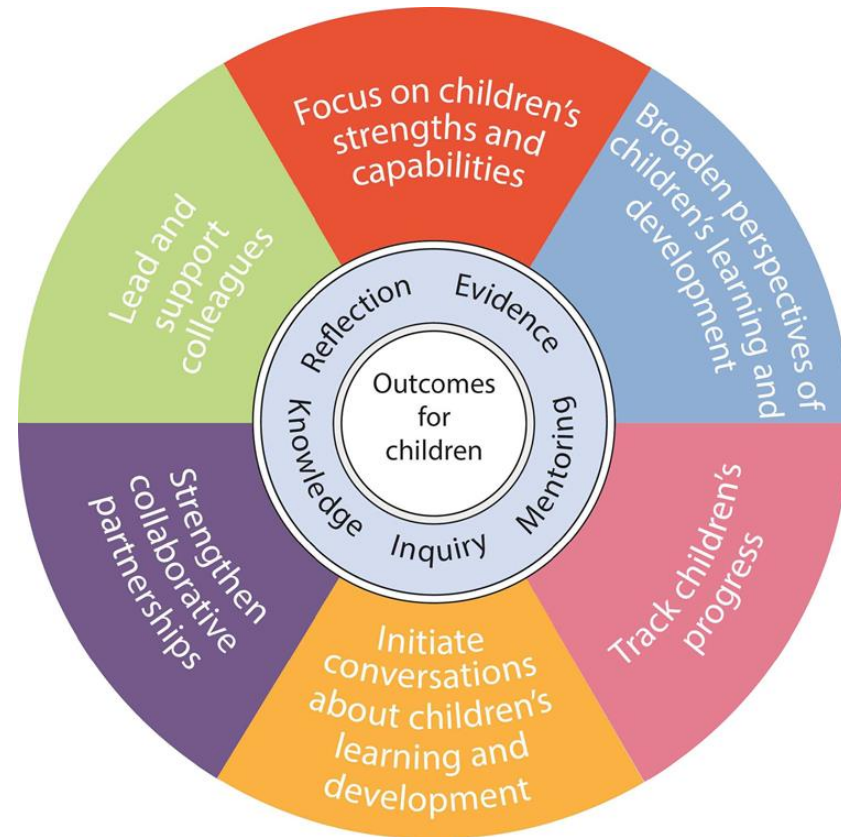 Focus on children’s
strengths and
capabilities
Broaden perspectives of
children’s learning and
development
Track children’s
progress
Initiate
conversations
about children’s
learning and
development
Strengthen
collaborative
partnerships
Lead and
support
colleagues
Reflection
Evidence
Mentoring
Inquiry
Knowledge
Outcomes
for
children